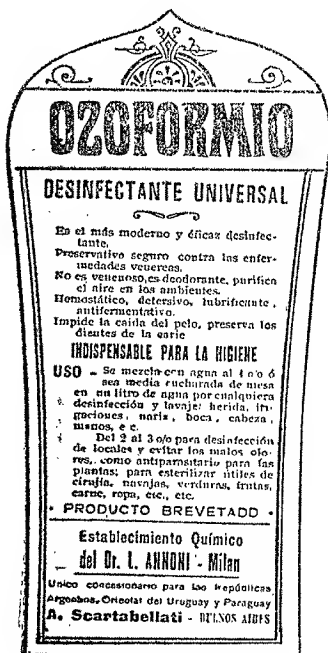 OZOFORMIO
DESINFECTANTE UNIVERSAL
Es el más moderno y éficaz desinfec-
tante,
Preservativo seguro contra las enfer-
medades venereas.
No es venenoso, es deodorante, purifica
el aire en los ambientes.
Hemostático, detersivo, lubrificante,
antifermentativo.
Impide la caida del pelo, preserva los
dientes de la carie
INDISPENSABLE PARA LA HIGIENE
USO - Se mezcla con agua al ½ o/o ó
sea media cucharada de mesa
en un litro de agua por cualquiera
desinfección y lavaje: herida, irri-
gaciones, naris, boca, cabeza,
manos, e c.
Del 2 al 3 o/o para desinfección
de locales y evitar los malos olo-
res, como antiparasitario para las
plantas; para esterilizar útiles de
cirujía, navajas, verduras, frutas,
carne, ropa, etc., etc.
· PRODUCTO BREVETADO ·
Establecimiento Químico
del Dr. L. ANNONI - Milan
Unico concesionario para las Repúblicas
Argentina, Oriental del Uruguay y Paraguay
A. Scartabellati - BUENOS AIRES